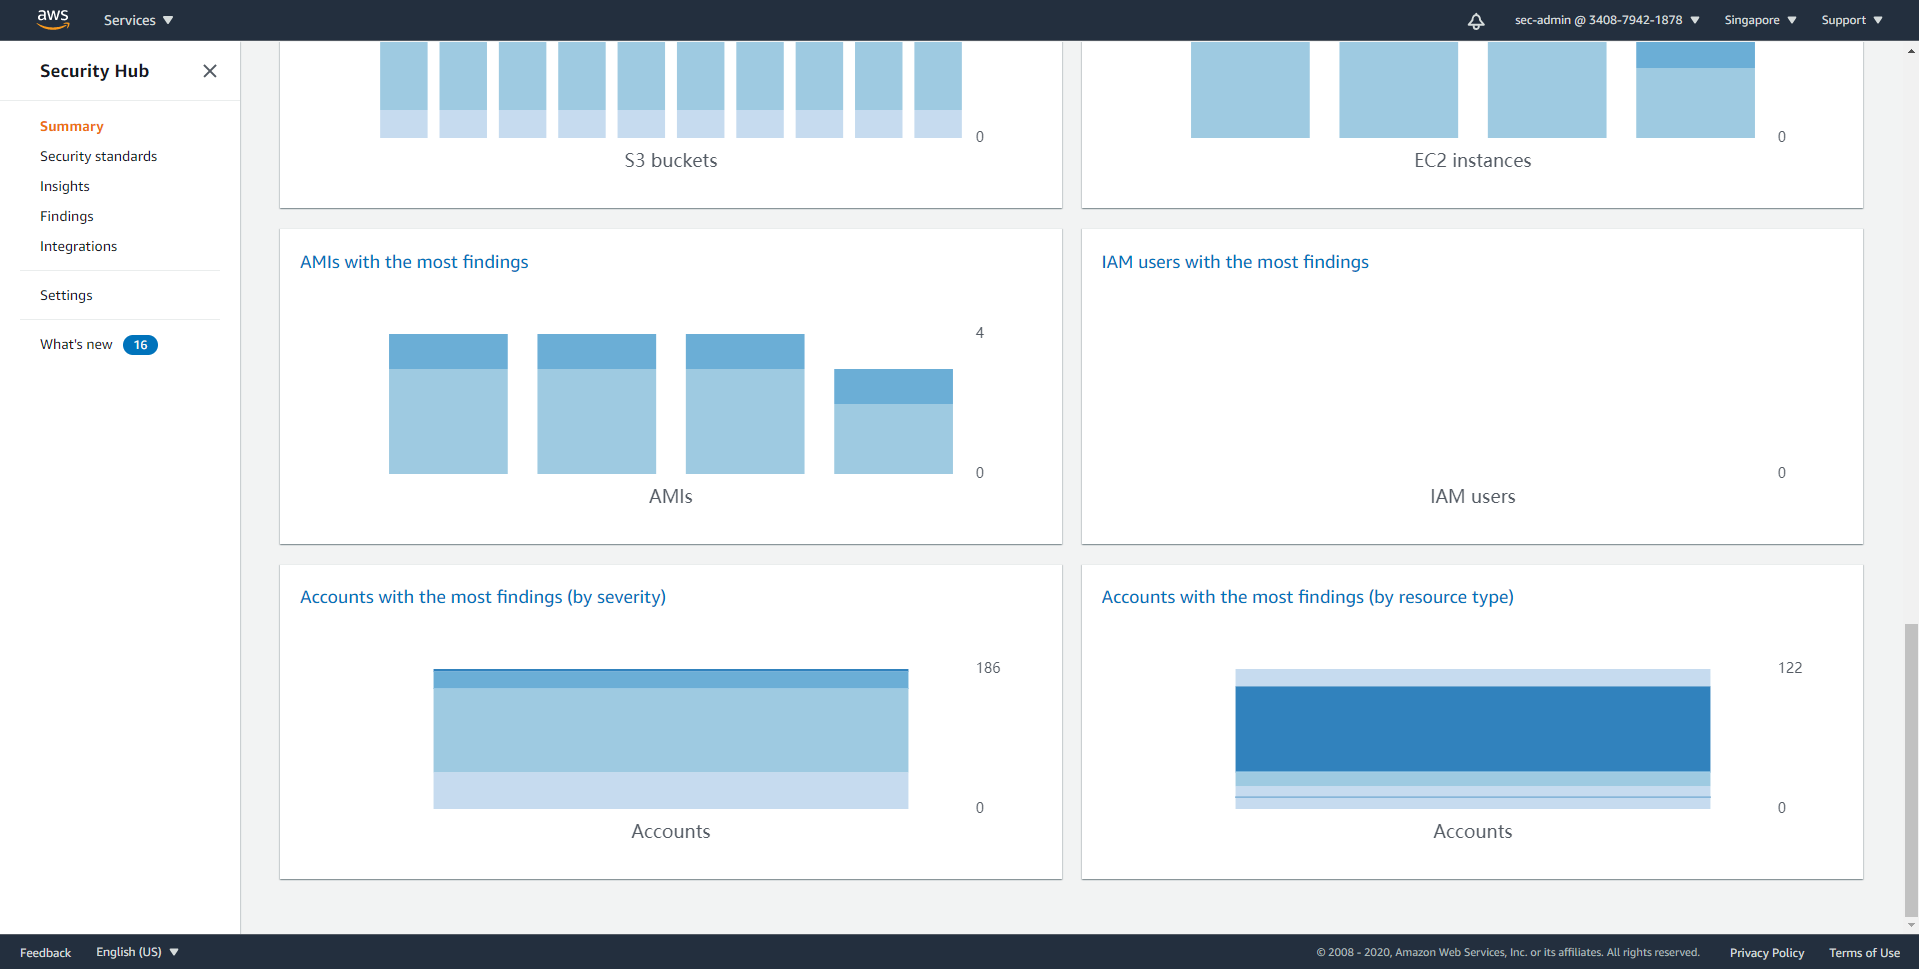 aws
Services
sec-admin @ 3408-7942-1878
Singapore
Support
Security Hub
Summary
Security standards
Insights
Findings
Integrations
Settings
What's new 16
0
S3 buckets
0
EC2 instances
AMIs with the most findings
4
0
AMIs
IAM users with the most findings
0
IAM users
Accounts with the most findings (by severity)
186
0
Accounts
Accounts with the most findings (by resource type)
122
0
Accounts
Feedback
English (US)
© 2008 - 2020, Amazon Web Services, Inc. or its affiliates. All rights reserved.
Privacy Policy
Terms of Use